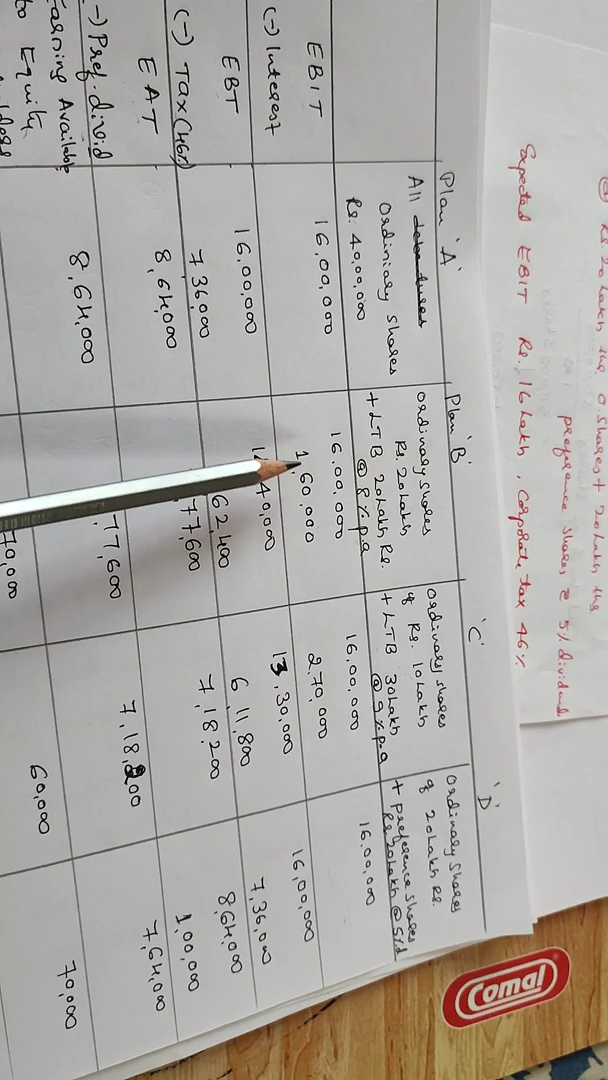 ② Rs. 20 Lakh the O. Shares + 20 Lakh the
preference shares @ 5% dividend
Expected EBIT Rs. 16 Lakh, corporate tax 46%
Plan 'A'
All debentures
Ordinary shares
Rs. 40,00,000
Plan 'B'
Ordinary shares
Rs. 20 Lakh
+ LTB 20 Lakh Rs.
@ 8% p.a
'C'
Ordinary shares
of Rs. 10 Lakh
+ LTB 30 Lakh
@ 9% p.a
'D'
Ordinary shares
of 20 Lakh Rs.
+ preference shares
Rs. 20 Lakh @ 5% d
EBIT 16,00,000 16,00,000 16,00,000 16,00,000
(-) Interest 1,60,000 2,70,000
EBT 16,00,000 40,000 13,30,000 16,00,000
(-) Tax (46%) 7,36,000 62,400 6,11,800 7,36,000
EAT 8,64,000 77,600 7,18,200 8,64,000
(-) Pref. divid 1,00,000
Earning Available 8,64,000 77,600 7,18,200 7,64,000
to Equity
70,000 60,000 70,000
Comal